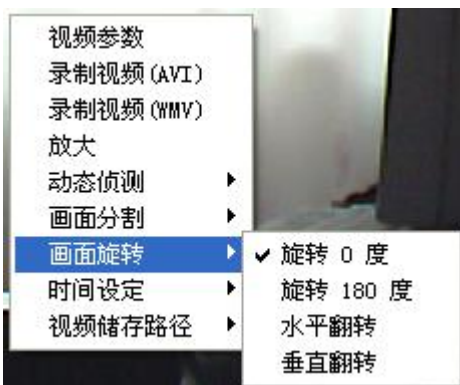 视频参数
录制视频(AVI)
录制视频(WMV)
放大
动态侦测
画面分割
画面旋转
时间设定
视频储存路径
旋转 0 度
旋转 180 度
水平翻转
垂直翻转